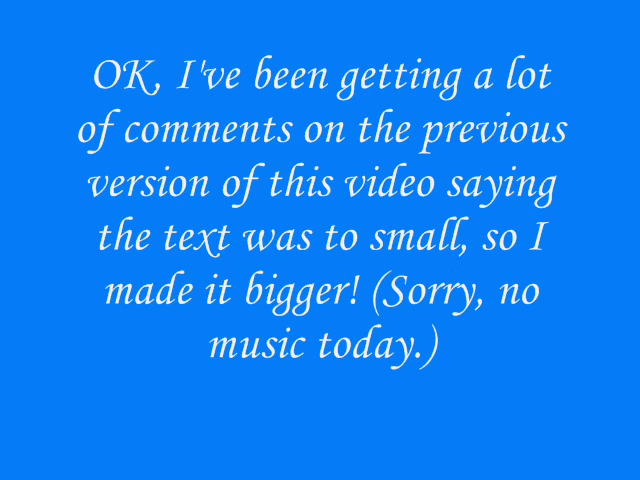 OK, I've been getting a lot
of comments on the previous
version of this video saying
the text was to small, so I
made it bigger! (Sorry, no
music today.)